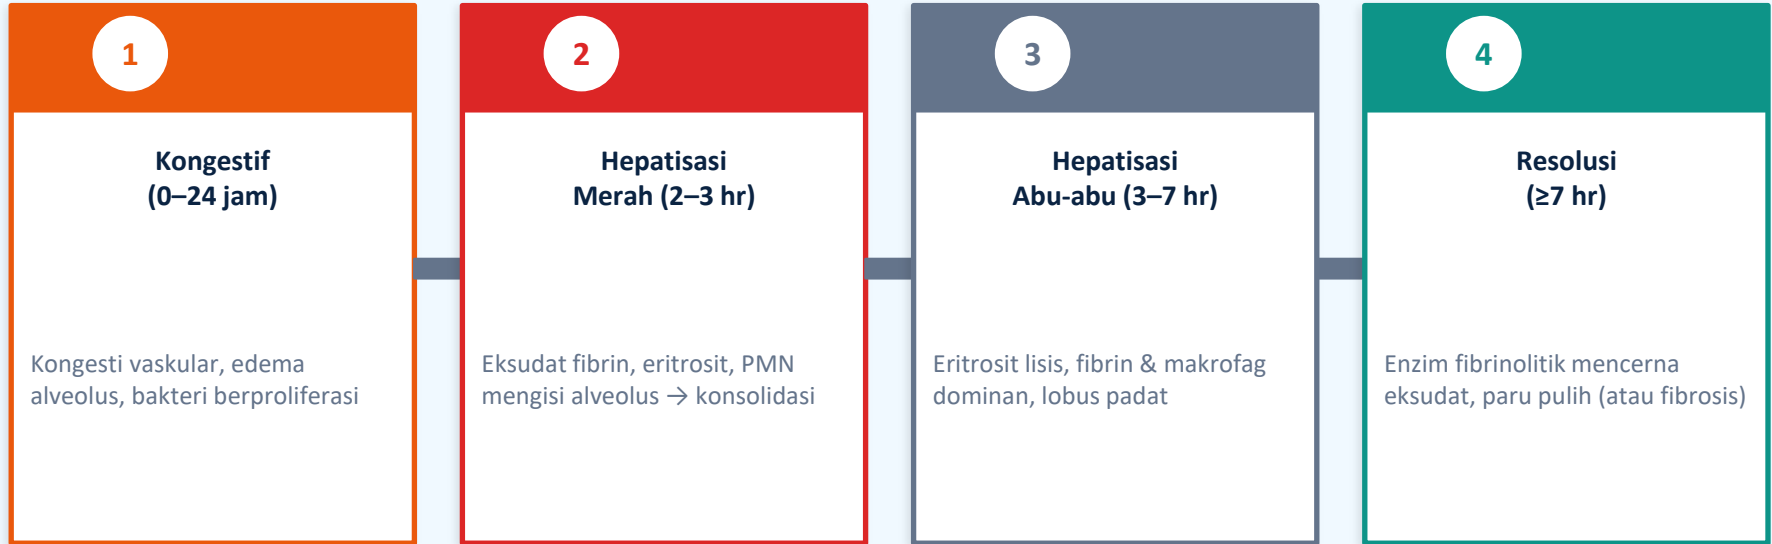 1
Kongestif
(0–24 jam)
Kongesti vaskular, edema
alveolus, bakteri berproliferasi
2
Hepatisasi
Merah (2–3 hr)
Eksudat fibrin, eritrosit, PMN
mengisi alveolus → konsolidasi
3
Hepatisasi
Abu-abu (3–7 hr)
Eritrosit lisis, fibrin & makrofag
dominan, lobus padat
4
Resolusi
(≥7 hr)
Enzim fibrinolitik mencerna
eksudat, paru pulih (atau fibrosis)